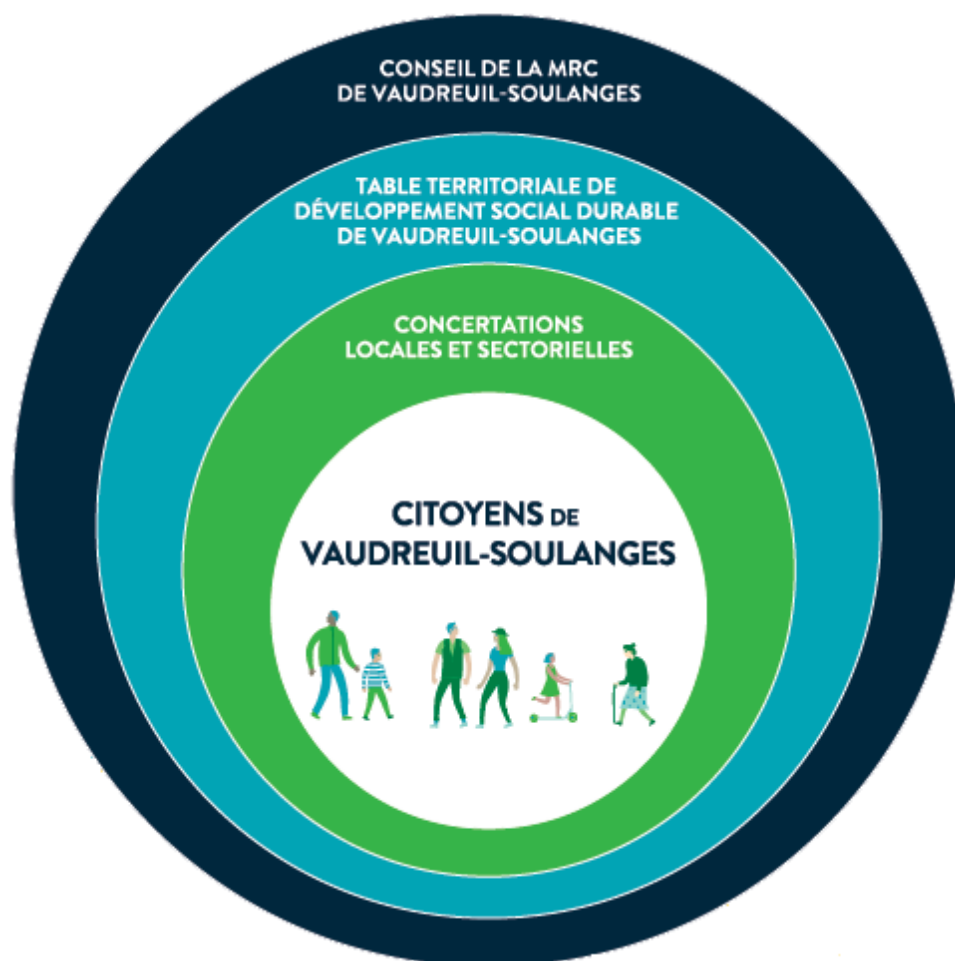 CONSEIL DE LA MRC
DE VAUDREUIL-SOULANGES
TABLE TERRITORIALE DE
DÉVELOPPEMENT SOCIAL DURABLE
DE VAUDREUIL-SOULANGES
CONCERTATIONS
LOCALES ET SECTORIELLES
CITOYENS DE
VAUDREUIL-SOULANGES